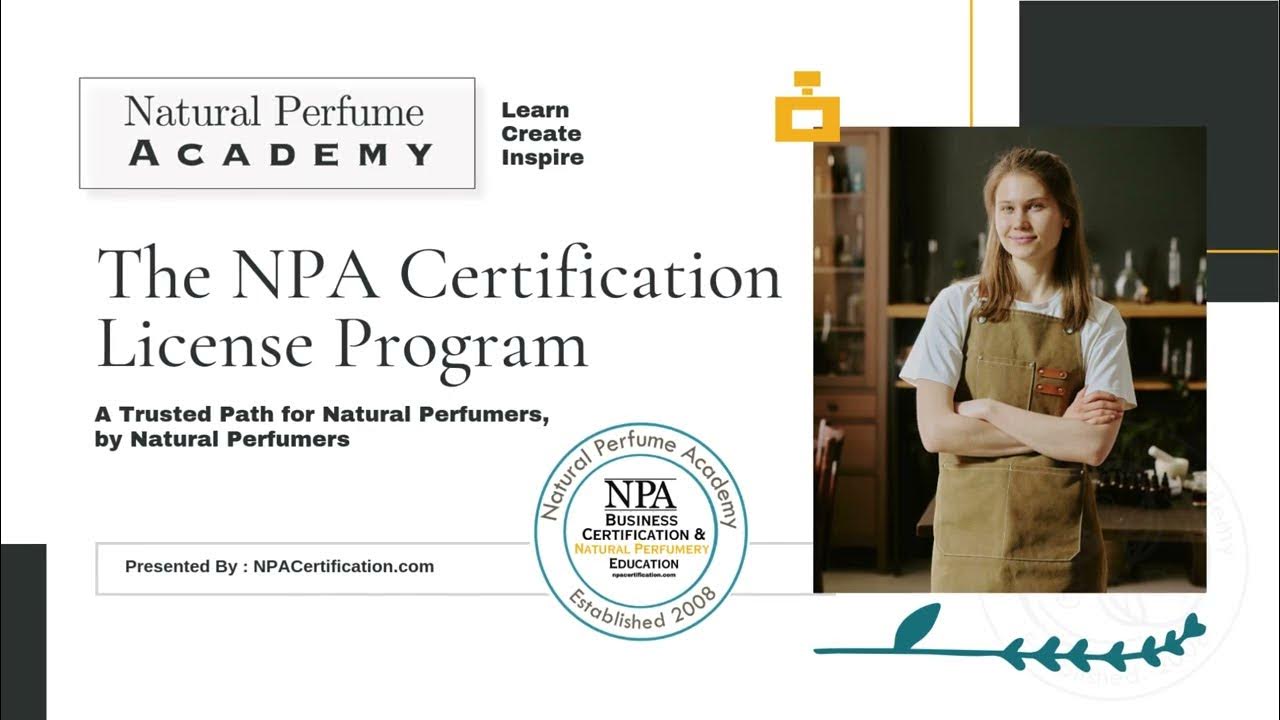 Natural Perfume
ACADEMY
Learn
Create
Inspire
The NPA Certification
License Program
A Trusted Path for Natural Perfumers,
by Natural Perfumers
Natural Perfume Academy
NPA
BUSINESS
CERTIFICATION &
NATURAL PERFUMERY
EDUCATION
npacertification.com
Established 2008
Presented By : NPACertification.com